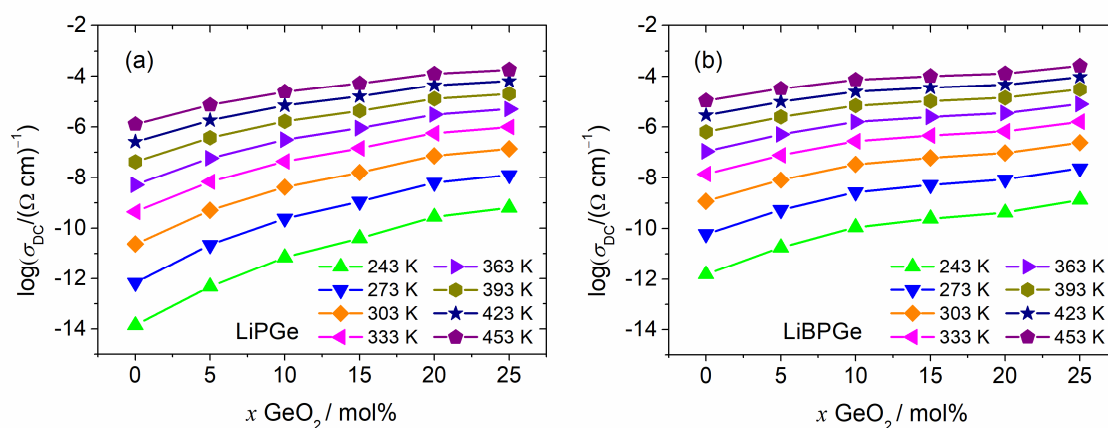 (a)
log(σDC/(Ω cm)⁻¹)
-2
-4
-6
-8
-10
-12
-14
0 5 10 15 20 25
x GeO₂ / mol%
LiPGe
243 K 363 K
273 K 393 K
303 K 423 K
333 K 453 K
(b)
log(σDC/(Ω cm)⁻¹)
-2
-4
-6
-8
-10
-12
-14
0 5 10 15 20 25
x GeO₂ / mol%
LiBPGe
243 K 363 K
273 K 393 K
303 K 423 K
333 K 453 K